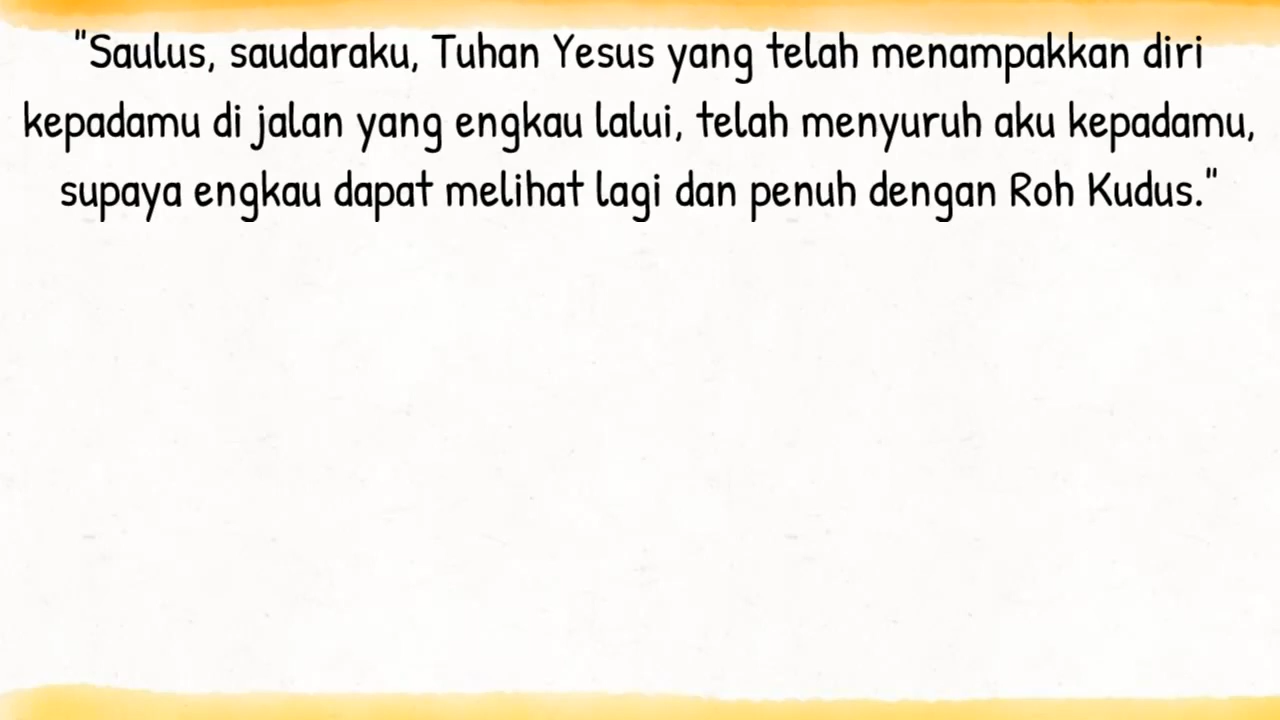 "Saulus, saudaraku, Tuhan Yesus yang telah menampakkan diri
kepadamu di jalan yang engkau lalui, telah menyuruh aku kepadamu,
supaya engkau dapat melihat lagi dan penuh dengan Roh Kudus."